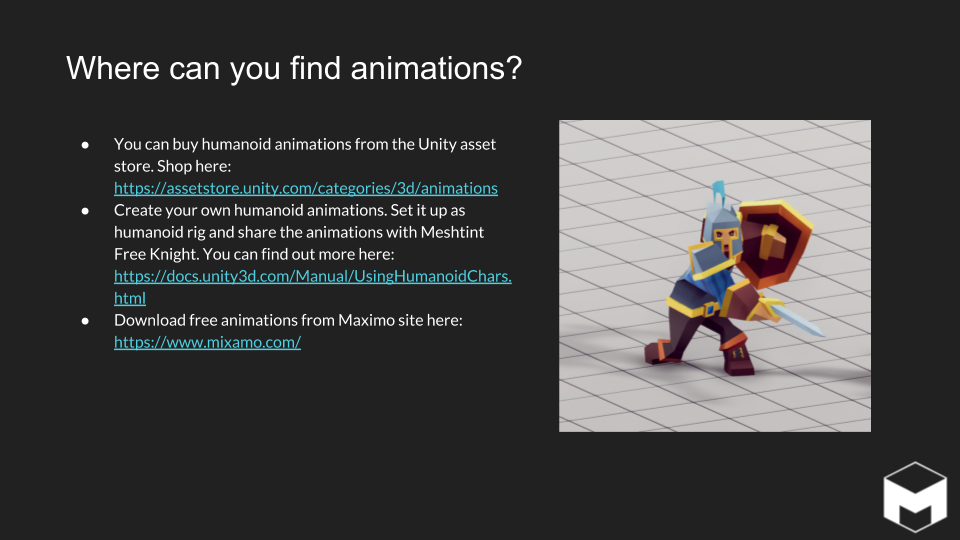 Where can you find animations?
● You can buy humanoid animations from the Unity asset
store. Shop here:
https://assetstore.unity.com/categories/3d/animations
● Create your own humanoid animations. Set it up as
humanoid rig and share the animations with Meshtint
Free Knight. You can find out more here:
https://docs.unity3d.com/Manual/UsingHumanoidChars.
html
● Download free animations from Maximo site here:
https://www.mixamo.com/